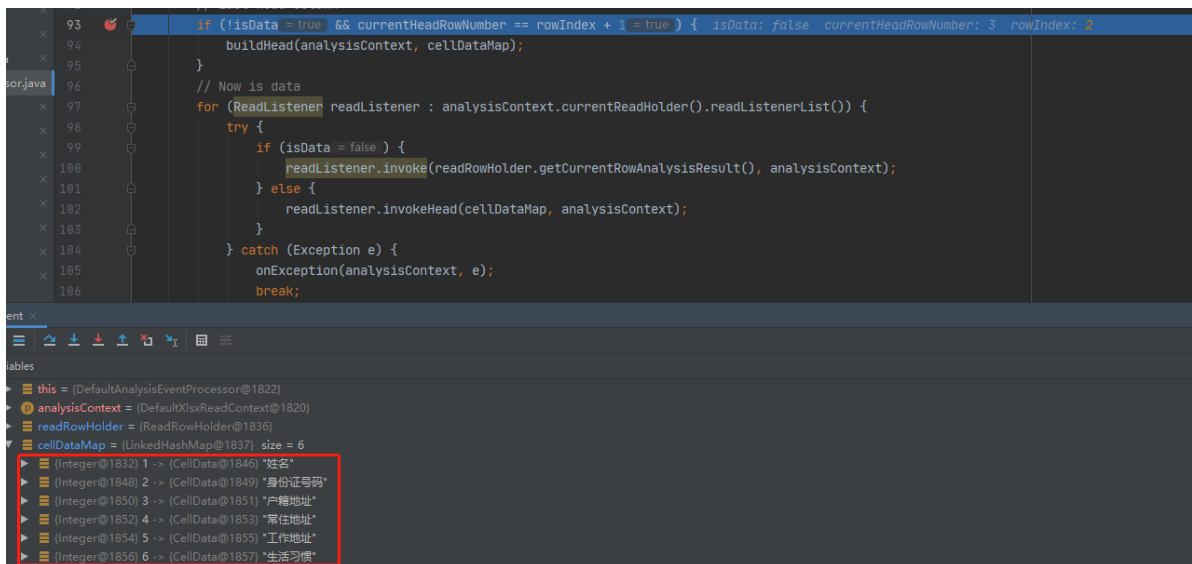 93 if (!isData = true && currentHeadRowNumber == rowIndex + 1 = true ) { isData: false currentHeadRowNumber: 3 rowIndex: 2
94 buildHead(analysisContext, cellDataMap);
95 }
sor.java 96 // Now is data
97 for (ReadListener readListener : analysisContext.currentReadHolder().readListenerList()) {
98 try {
99 if (isData = false ) {
100 readListener.invoke(readRowHolder.getCurrentRowAnalysisResult(), analysisContext);
101 } else {
102 readListener.invokeHead(cellDataMap, analysisContext);
103 }
104 } catch (Exception e) {
105 onException(analysisContext, e);
106 break;
ent ×
iables
this = {DefaultAnalysisEventProcessor@1822}
analysisContext = {DefaultXlsxReadContext@1820}
readRowHolder = {ReadRowHolder@1836}
cellDataMap = {LinkedHashMap@1837} size = 6
{Integer@1832} 1 -> {CellData@1846} "姓名"
{Integer@1848} 2 -> {CellData@1849} "身份证号码"
{Integer@1850} 3 -> {CellData@1851} "户籍地址"
{Integer@1852} 4 -> {CellData@1853} "常住地址"
{Integer@1854} 5 -> {CellData@1855} "工作地址"
{Integer@1856} 6 -> {CellData@1857} "生活习惯"